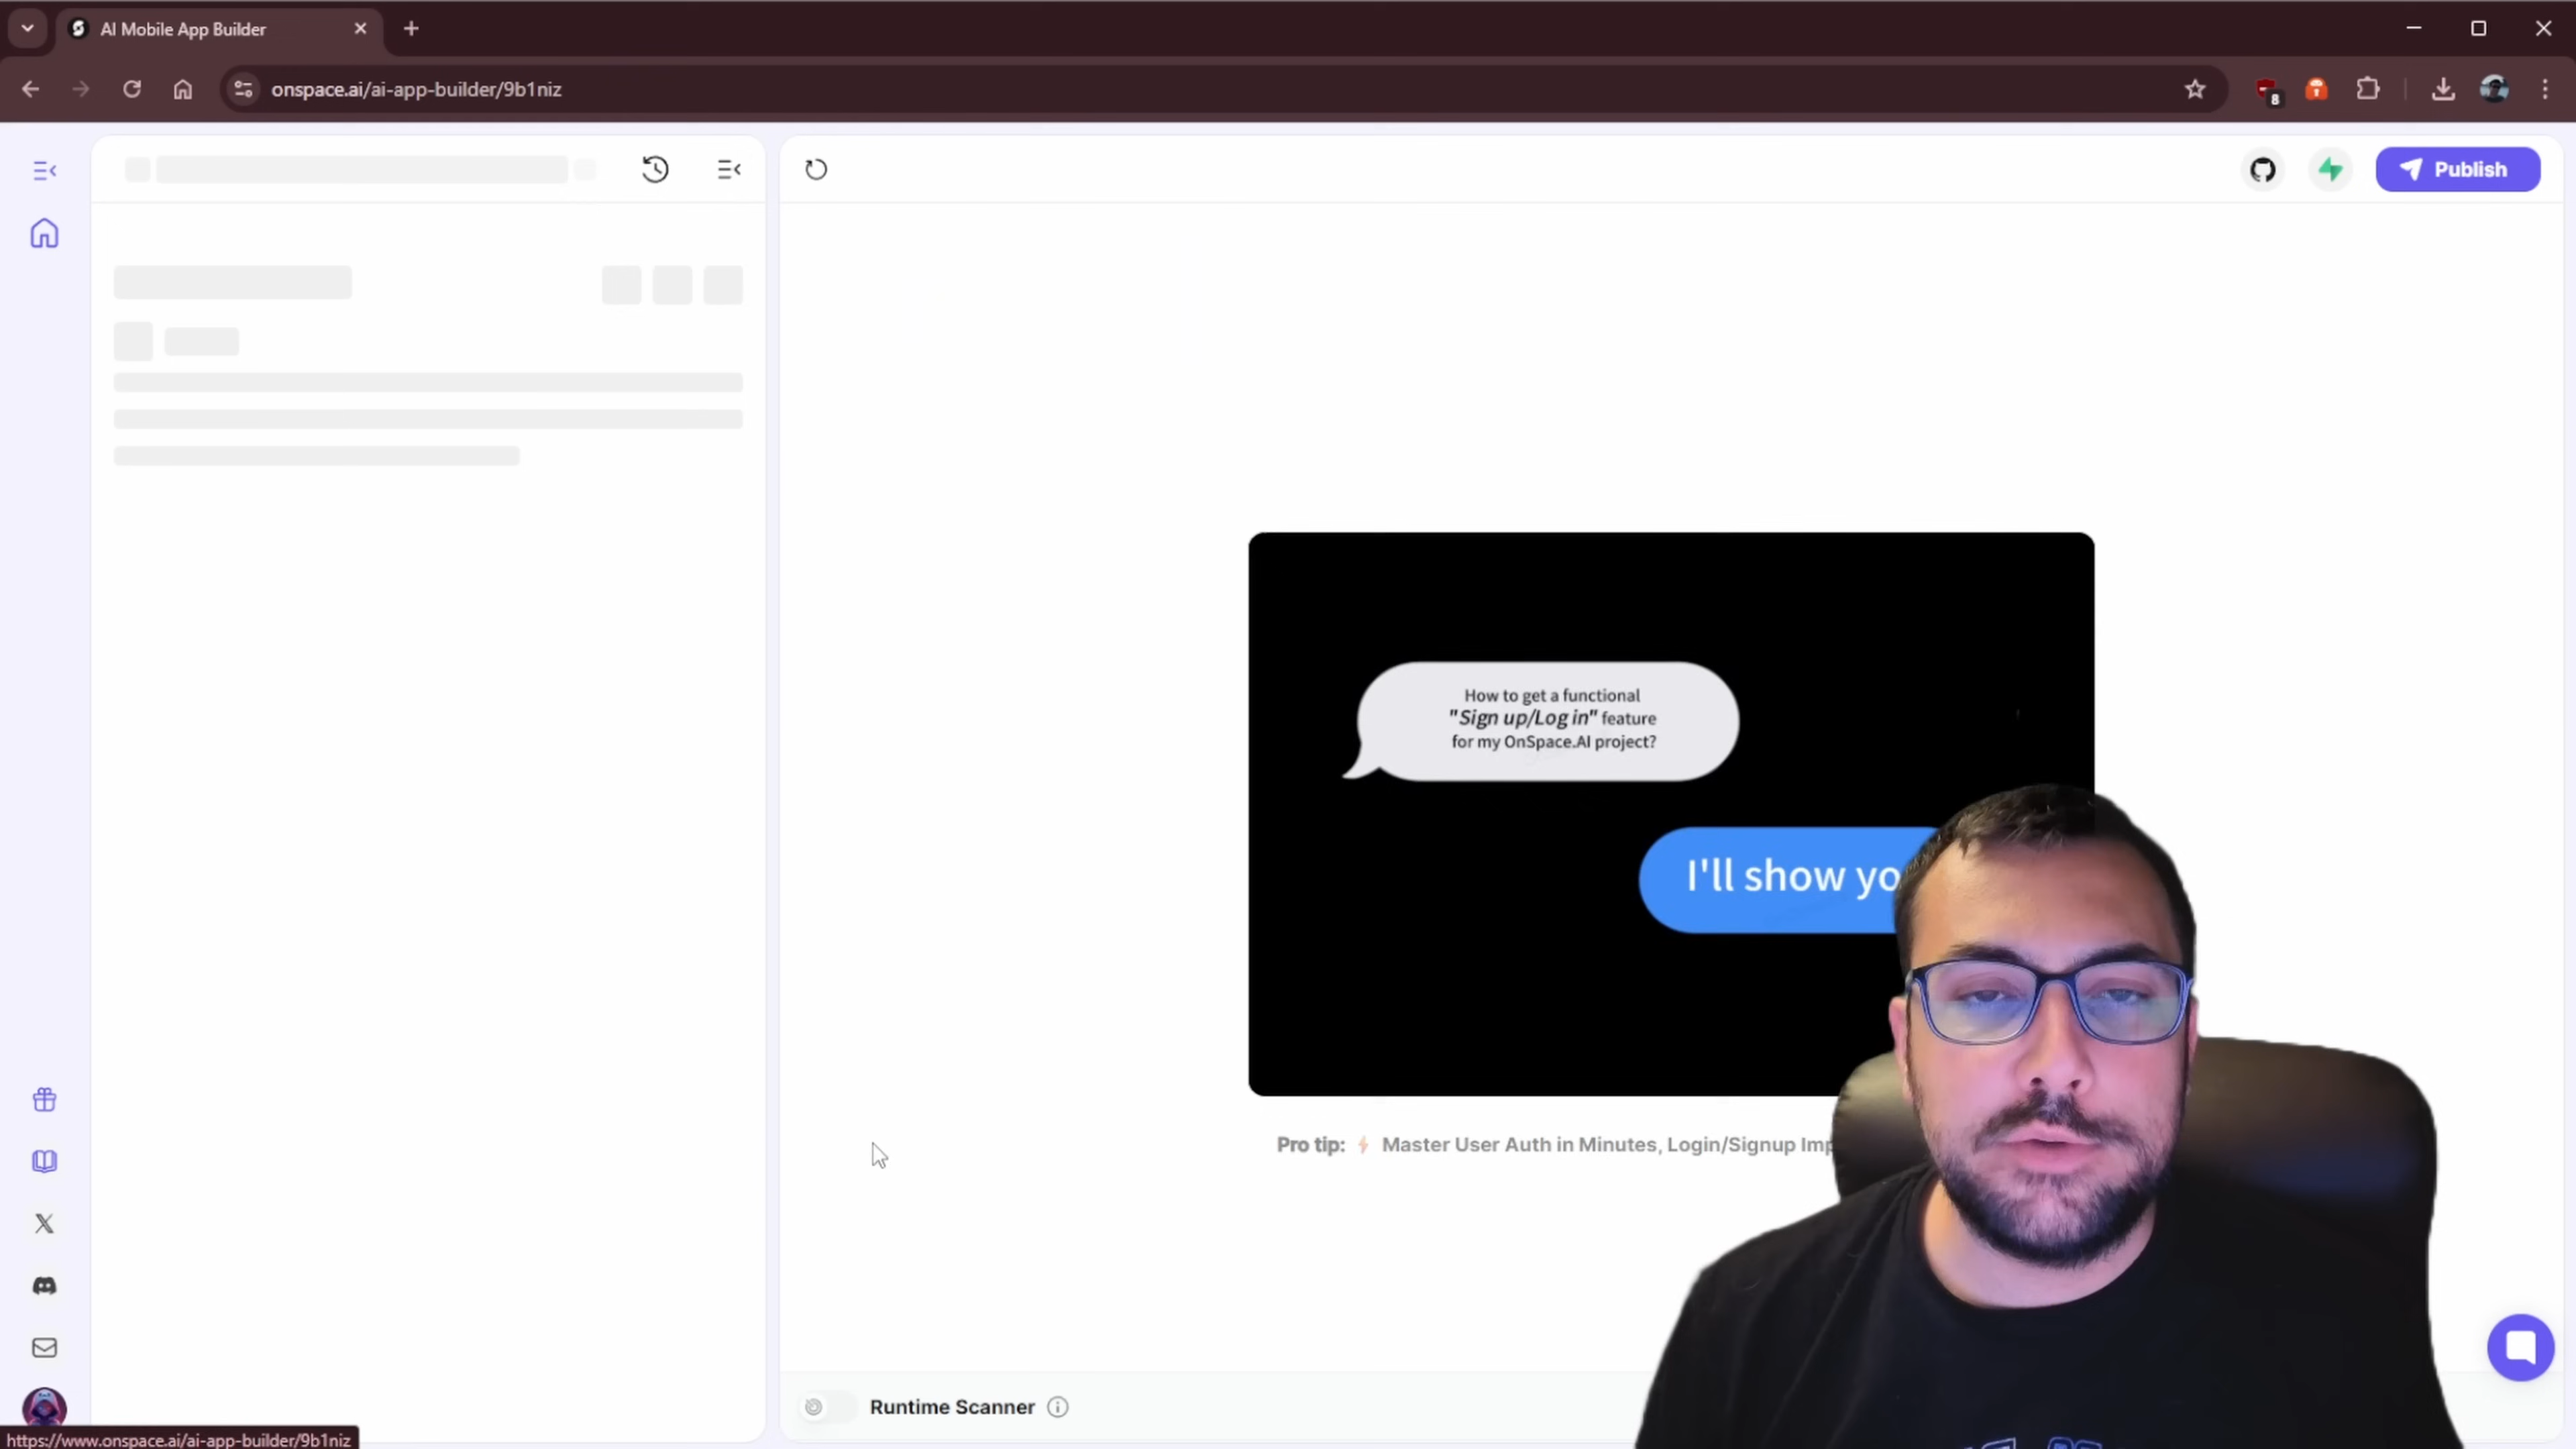 AI Mobile App Builder
onspace.ai/ai-app-builder/9b1niz
8
Publish
How to get a functional
"Sign up/Log in" feature
for my OnSpace.AI project?
I'll show yo
Pro tip: ⚡ Master User Auth in Minutes, Login/Signup Imp
Runtime Scanner
https://www.onspace.ai/ai-app-builder/9b1niz